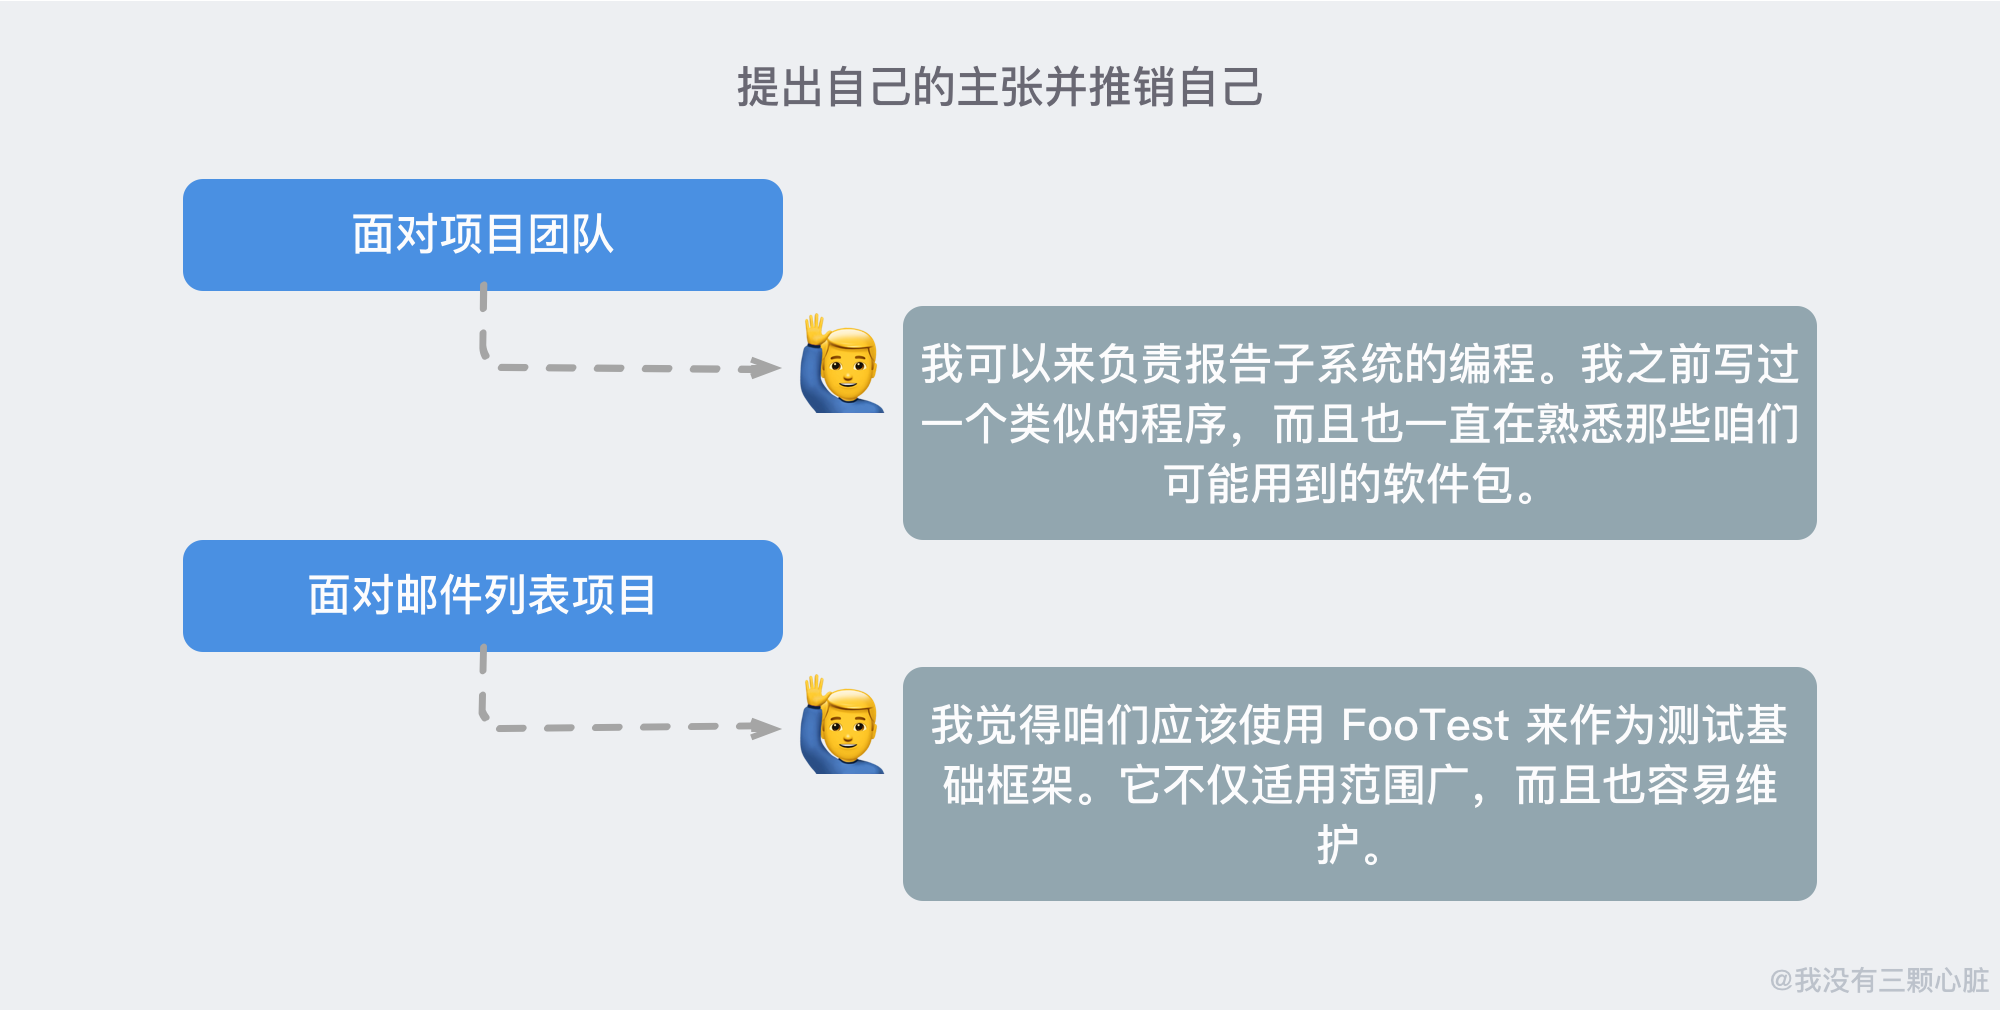 提出自己的主张并推销自己
面对项目团队
我可以来负责报告子系统的编程。我之前写过
一个类似的程序，而且也一直在熟悉那些咱们
可能用到的软件包。
面对邮件列表项目
我觉得咱们应该使用 FooTest 来作为测试基
础框架。它不仅适用范围广，而且也容易维
护。
@我没有三颗心脏